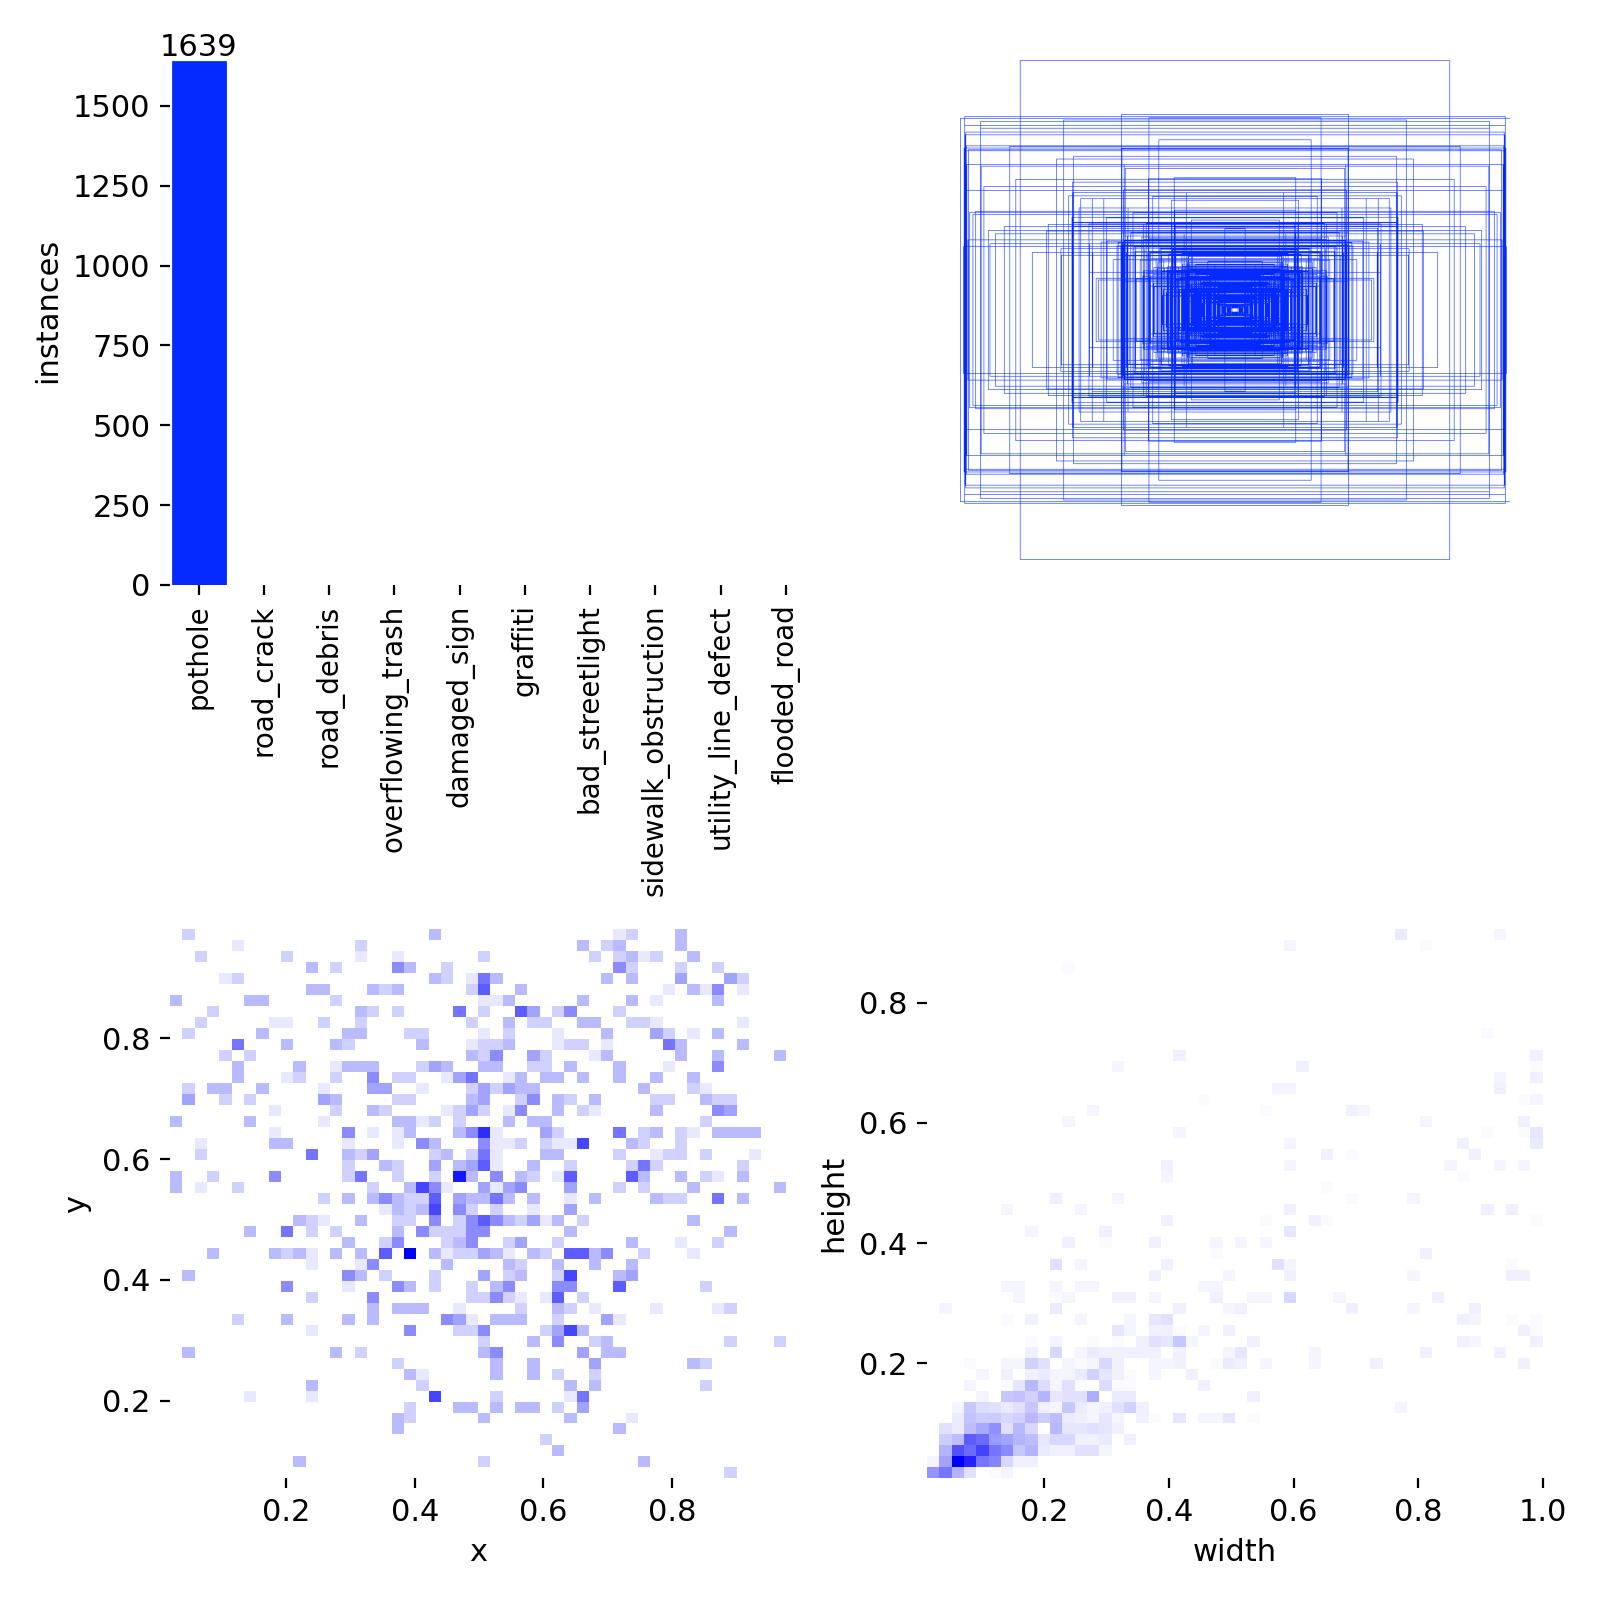 1639
instances
1500
1250
1000
750
500
250
0
pothole
road_crack
road_debris
overflowing_trash
damaged_sign
graffiti
bad_streetlight
sidewalk_obstruction
utility_line_defect
flooded_road
y
0.8
0.6
0.4
0.2
0.2 0.4 0.6 0.8
x
height
0.8
0.6
0.4
0.2
0.2 0.4 0.6 0.8 1.0
width